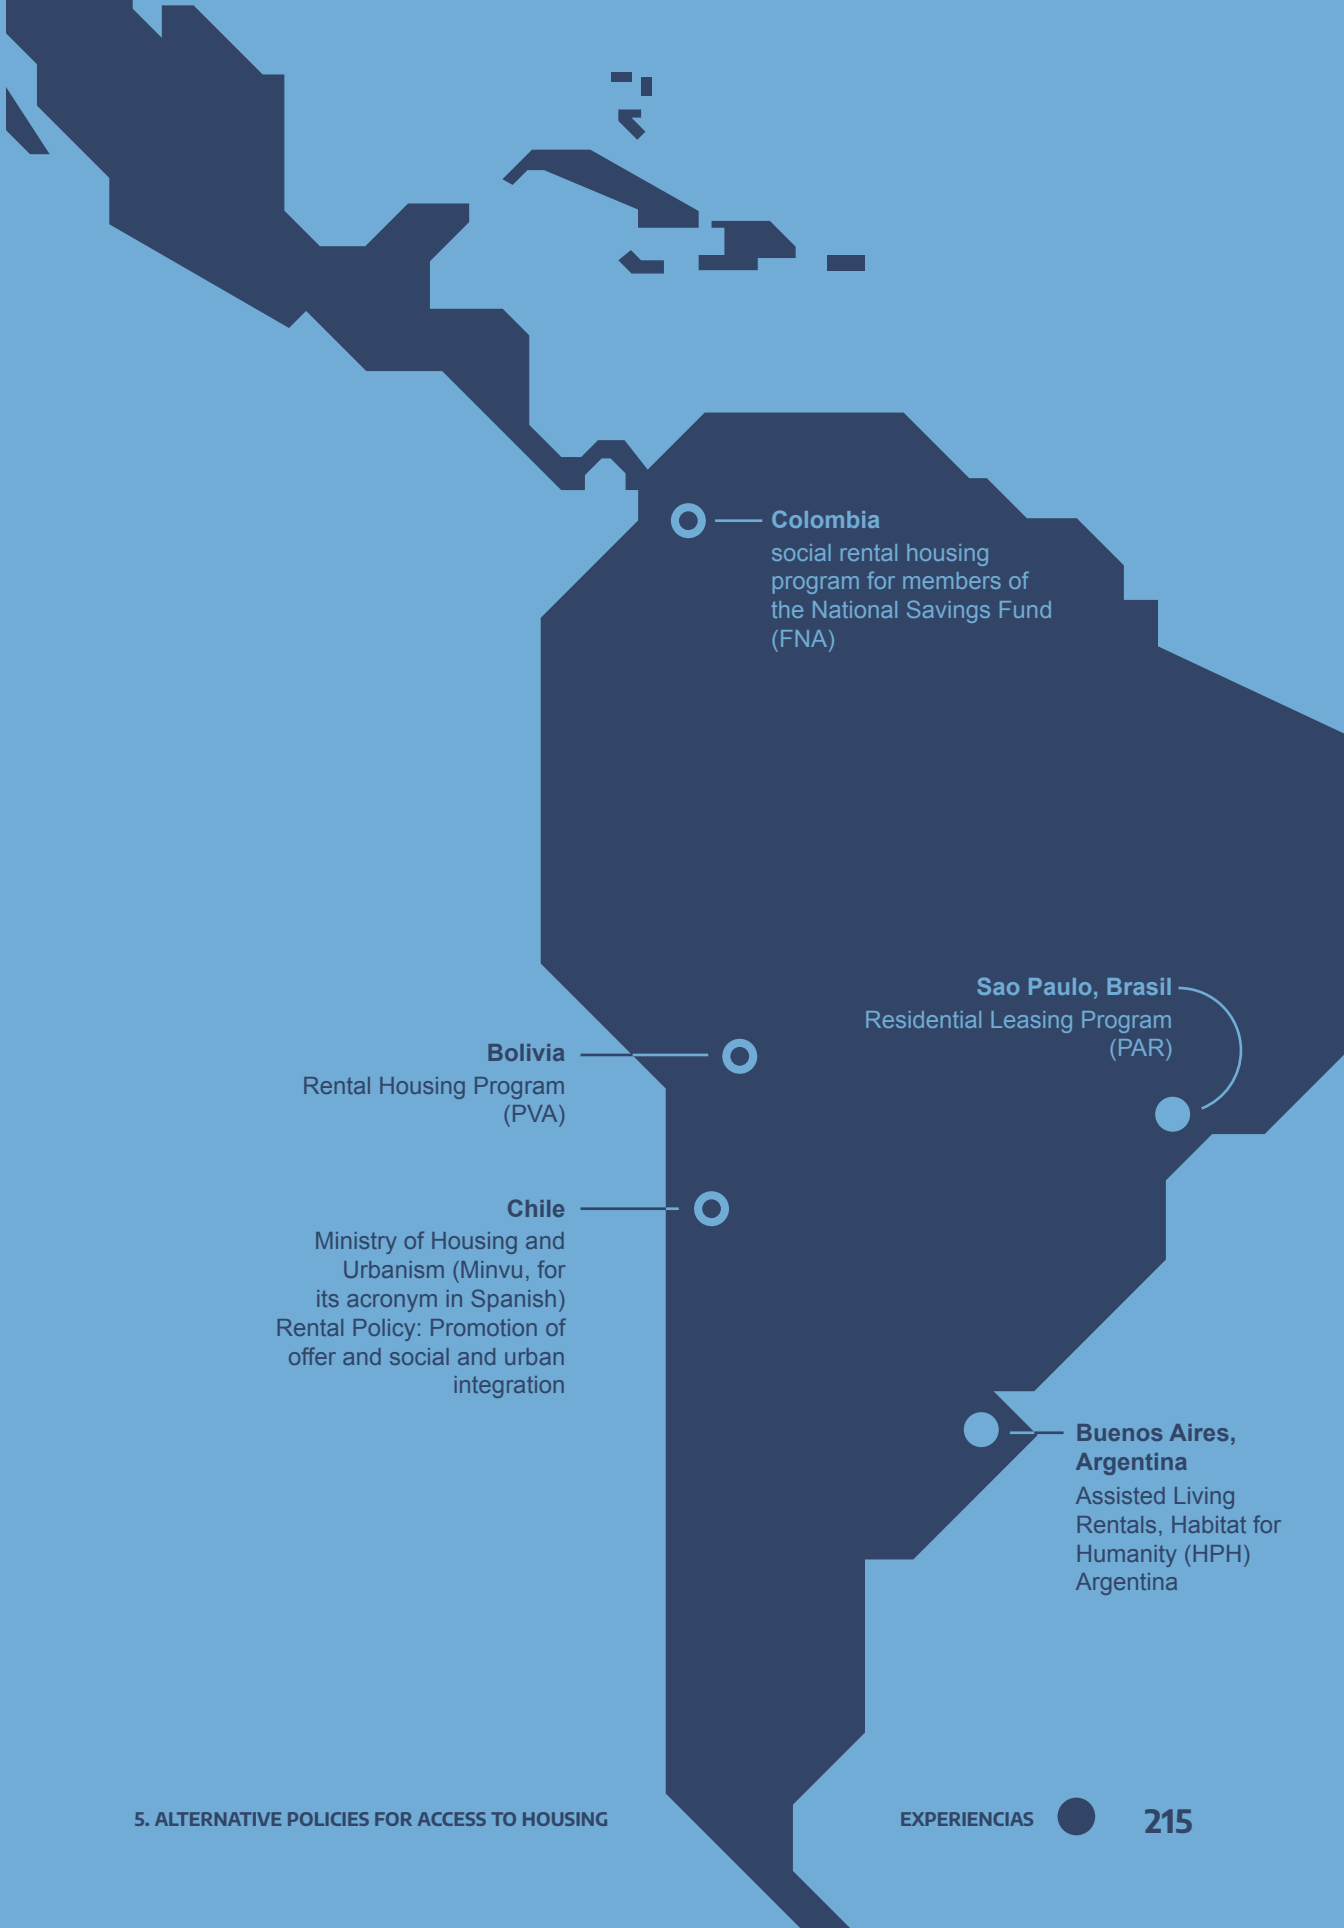 Colombia
social rental housing
program for members of
the National Savings Fund
(FNA)
Sao Paulo, Brasil
Residential Leasing Program
(PAR)
Bolivia
Rental Housing Program
(PVA)
Chile
Ministry of Housing and
Urbanism (Minvu, for
its acronym in Spanish)
Rental Policy: Promotion of
offer and social and urban
integration
Buenos Aires,
Argentina
Assisted Living
Rentals, Habitat for
Humanity (HPH)
Argentina
5. ALTERNATIVE POLICIES FOR ACCESS TO HOUSING
EXPERIENCIAS
215